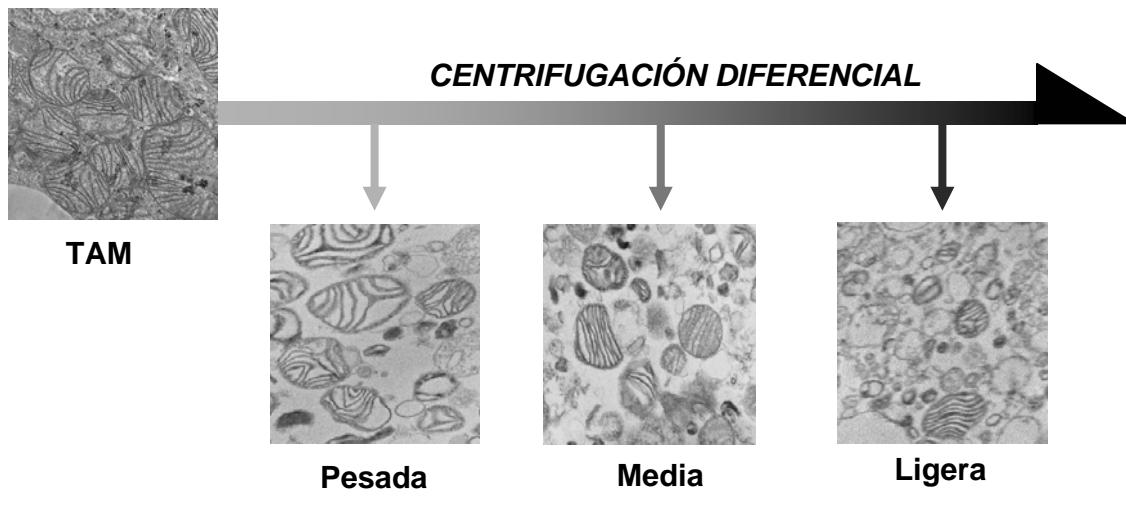 CENTRIFUGACIÓN DIFERENCIAL
TAM
Pesada
Media
Ligera